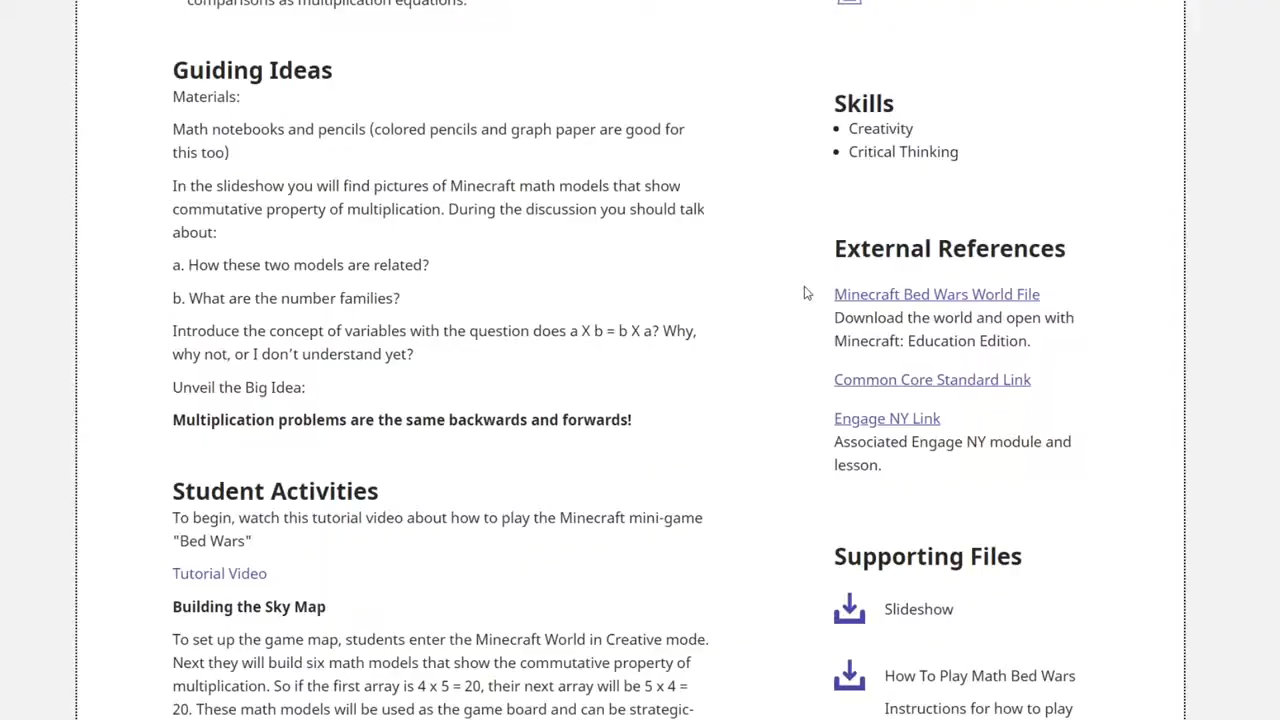 comparisons as multiplication equations.
Guiding Ideas
Materials:
Math notebooks and pencils (colored pencils and graph paper are good for
this too)
In the slideshow you will find pictures of Minecraft math models that show
commutative property of multiplication. During the discussion you should talk
about:
a. How these two models are related?
b. What are the number families?
Introduce the concept of variables with the question does a X b = b X a? Why,
why not, or I don’t understand yet?
Unveil the Big Idea:
Multiplication problems are the same backwards and forwards!
Student Activities
To begin, watch this tutorial video about how to play the Minecraft mini-game
"Bed Wars"
Tutorial Video
Building the Sky Map
To set up the game map, students enter the Minecraft World in Creative mode.
Next they will build six math models that show the commutative property of
multiplication. So if the first array is 4 x 5 = 20, their next array will be 5 x 4 =
20. These math models will be used as the game board and can be strategic-
Skills
• Creativity
• Critical Thinking
External References
Minecraft Bed Wars World File
Download the world and open with
Minecraft: Education Edition.
Common Core Standard Link
Engage NY Link
Associated Engage NY module and
lesson.
Supporting Files
Slideshow
How To Play Math Bed Wars
Instructions for how to play